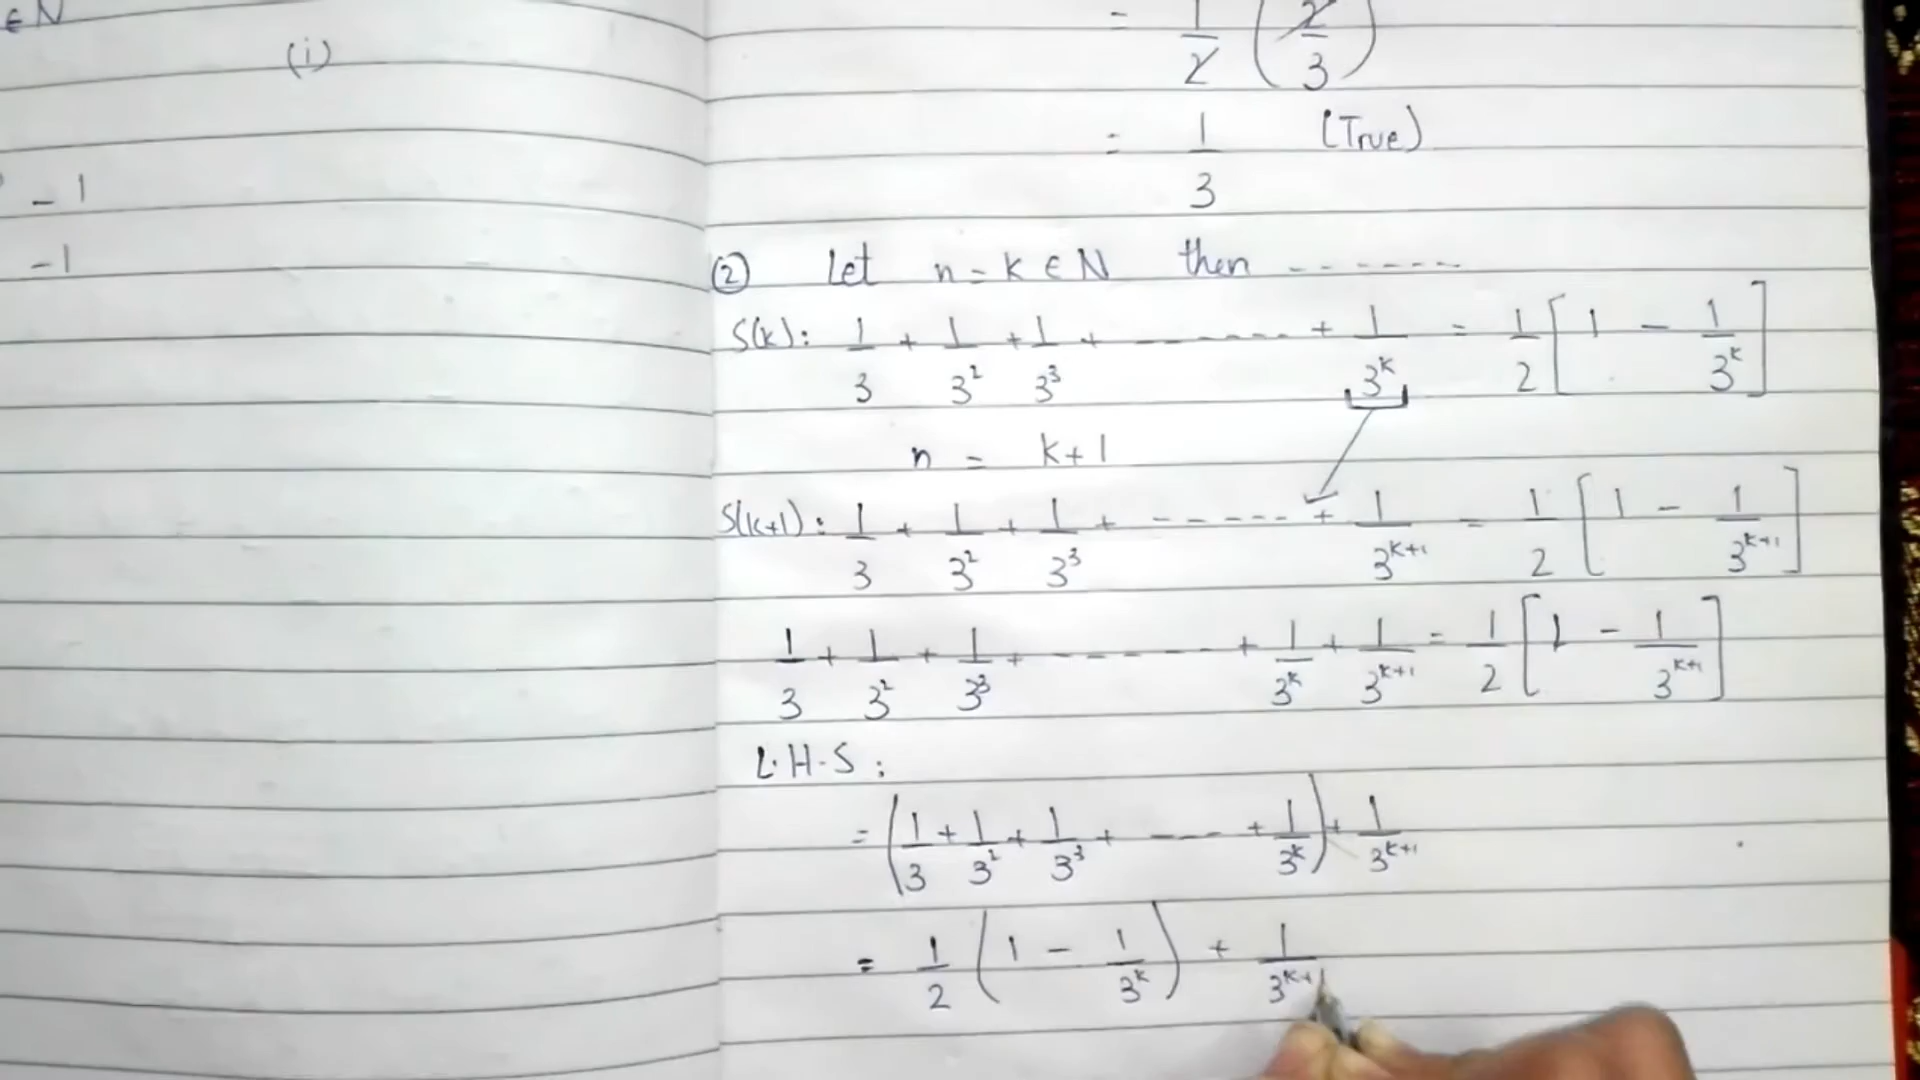 ∈ N
(i)
- 1
- 1
= 1/2 (2/3)
= 1/3 (True)
② Let n = k ∈ N then ------
S(k): 1/3 + 1/3² + 1/3³ + ------ + 1/3^k = 1/2 [1 - 1/3^k]
n = k+1
S(k+1): 1/3 + 1/3² + 1/3³ + ------ + 1/3^(k+1) = 1/2 [1 - 1/3^(k+1)]
1/3 + 1/3² + 1/3³ + ------ + 1/3^k + 1/3^(k+1) = 1/2 [1 - 1/3^(k+1)]
L.H.S :
= (1/3 + 1/3² + 1/3³ + ---- + 1/3^k) + 1/3^(k+1)
= 1/2 (1 - 1/3^k) + 1/3^(k+1)